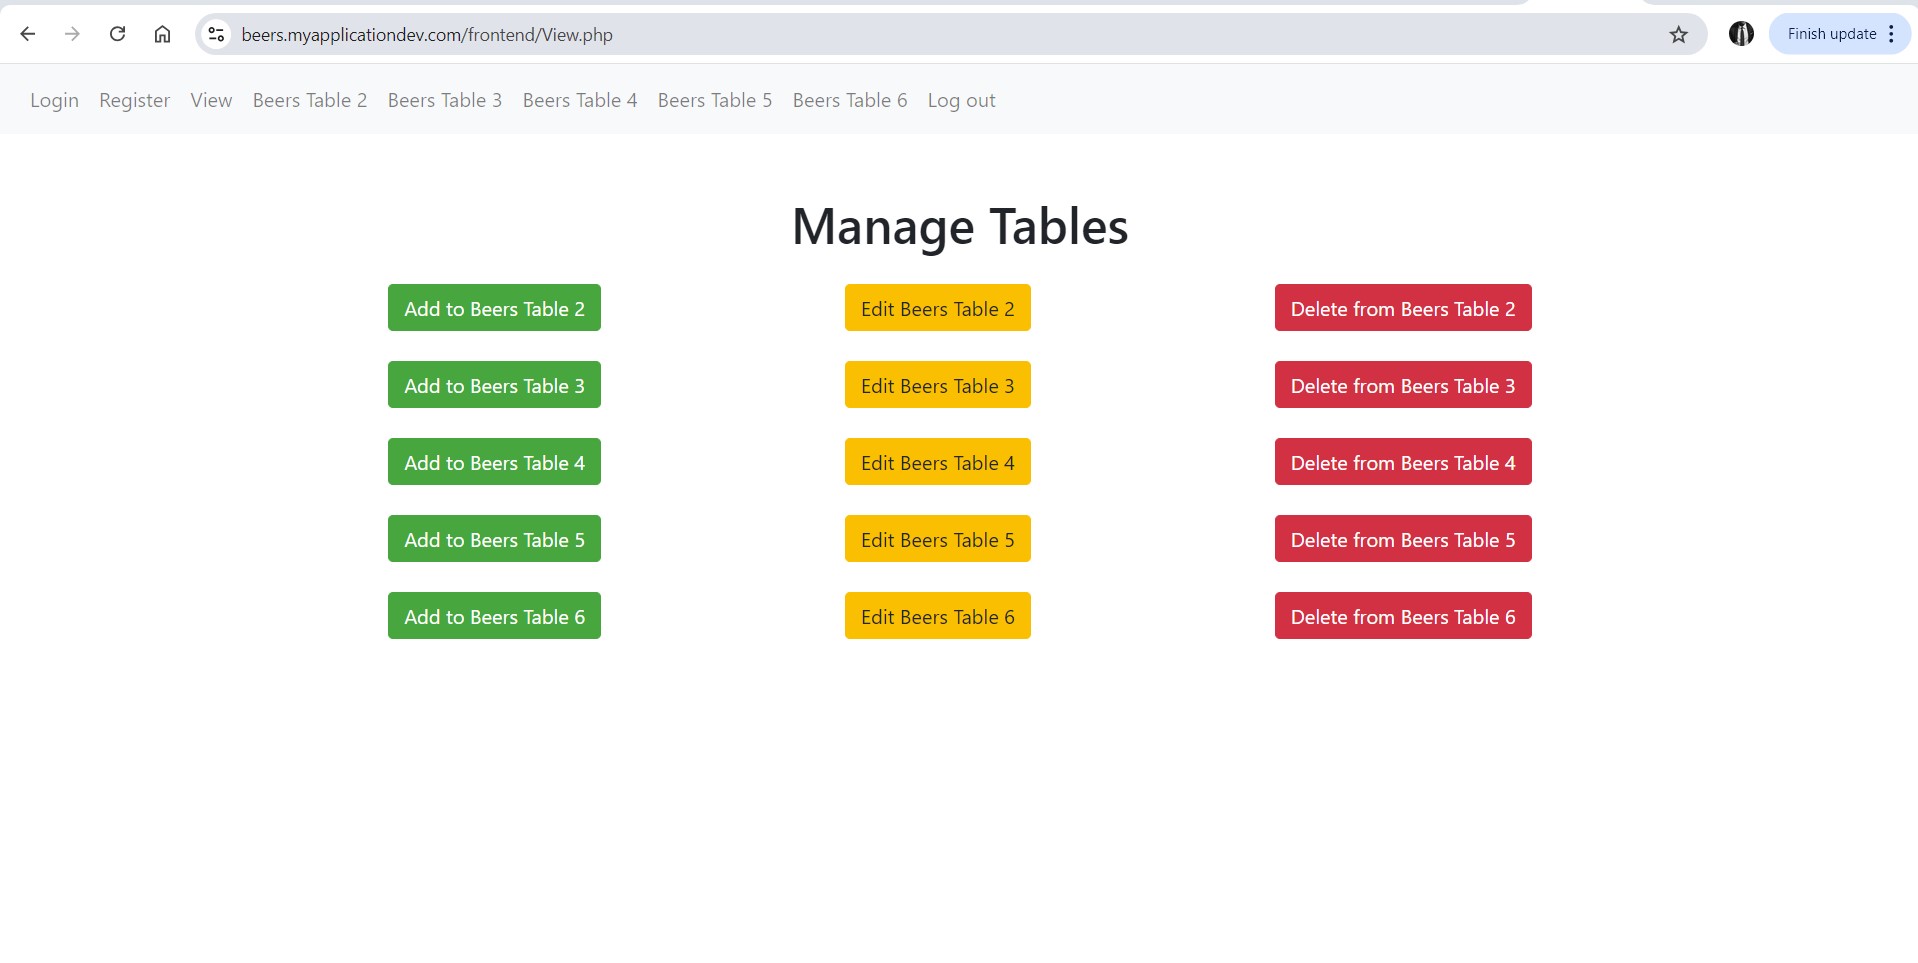 beers.myapplicationdev.com/frontend/View.php Finish update
Login Register View Beers Table 2 Beers Table 3 Beers Table 4 Beers Table 5 Beers Table 6 Log out
Manage Tables
Add to Beers Table 2 Edit Beers Table 2 Delete from Beers Table 2
Add to Beers Table 3 Edit Beers Table 3 Delete from Beers Table 3
Add to Beers Table 4 Edit Beers Table 4 Delete from Beers Table 4
Add to Beers Table 5 Edit Beers Table 5 Delete from Beers Table 5
Add to Beers Table 6 Edit Beers Table 6 Delete from Beers Table 6